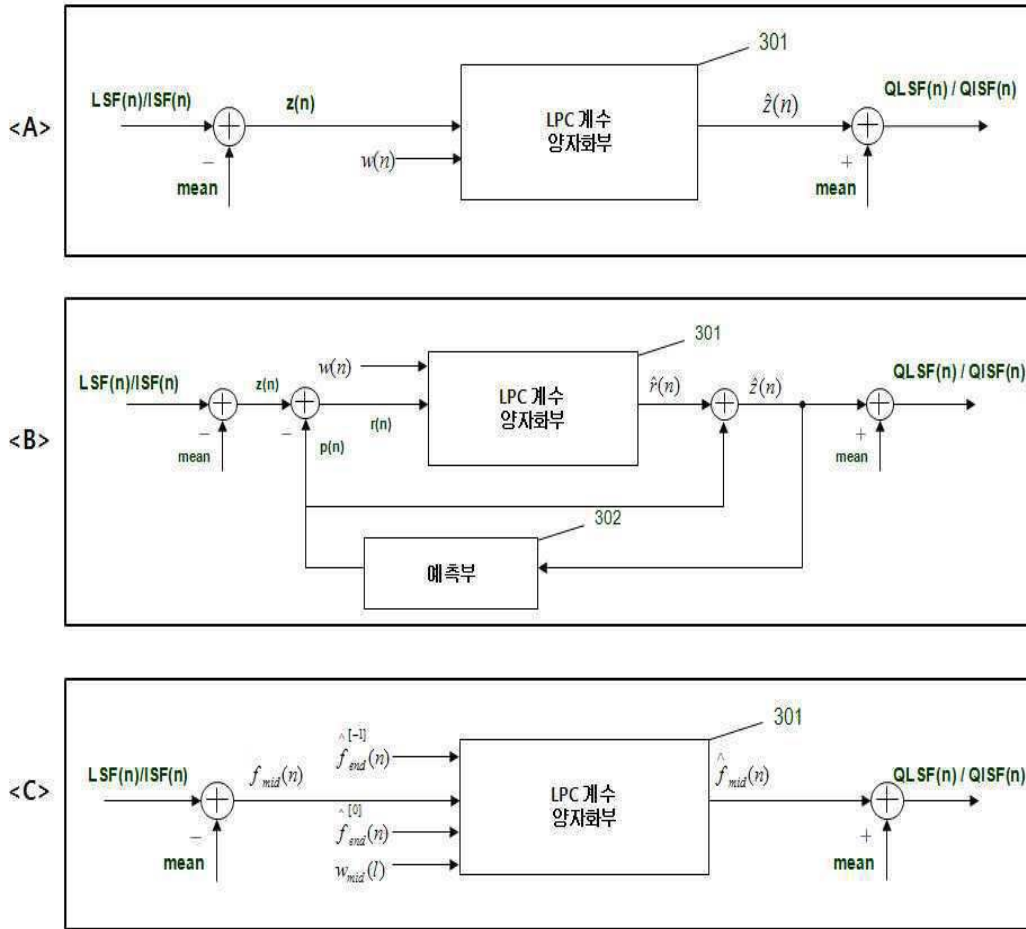 <A>
LSF(n)/ISF(n)
+
−
mean
z(n)
w(n)
301
LPC 계수
양자화부
ẑ(n)
+
+
mean
QLSF(n) / QISF(n)
<B>
LSF(n)/ISF(n)
+
−
mean
z(n)
+
−
p(n)
r(n)
w(n)
301
LPC 계수
양자화부
r̂(n)
+
ẑ(n)
+
+
mean
QLSF(n) / QISF(n)
302
예측부
<C>
LSF(n)/ISF(n)
+
−
mean
f_mid(n)
f̂_end^[-1](n)
f̂_end^[0](n)
w_mid(l)
301
LPC 계수
양자화부
f̂_mid(n)
+
+
mean
QLSF(n) / QISF(n)